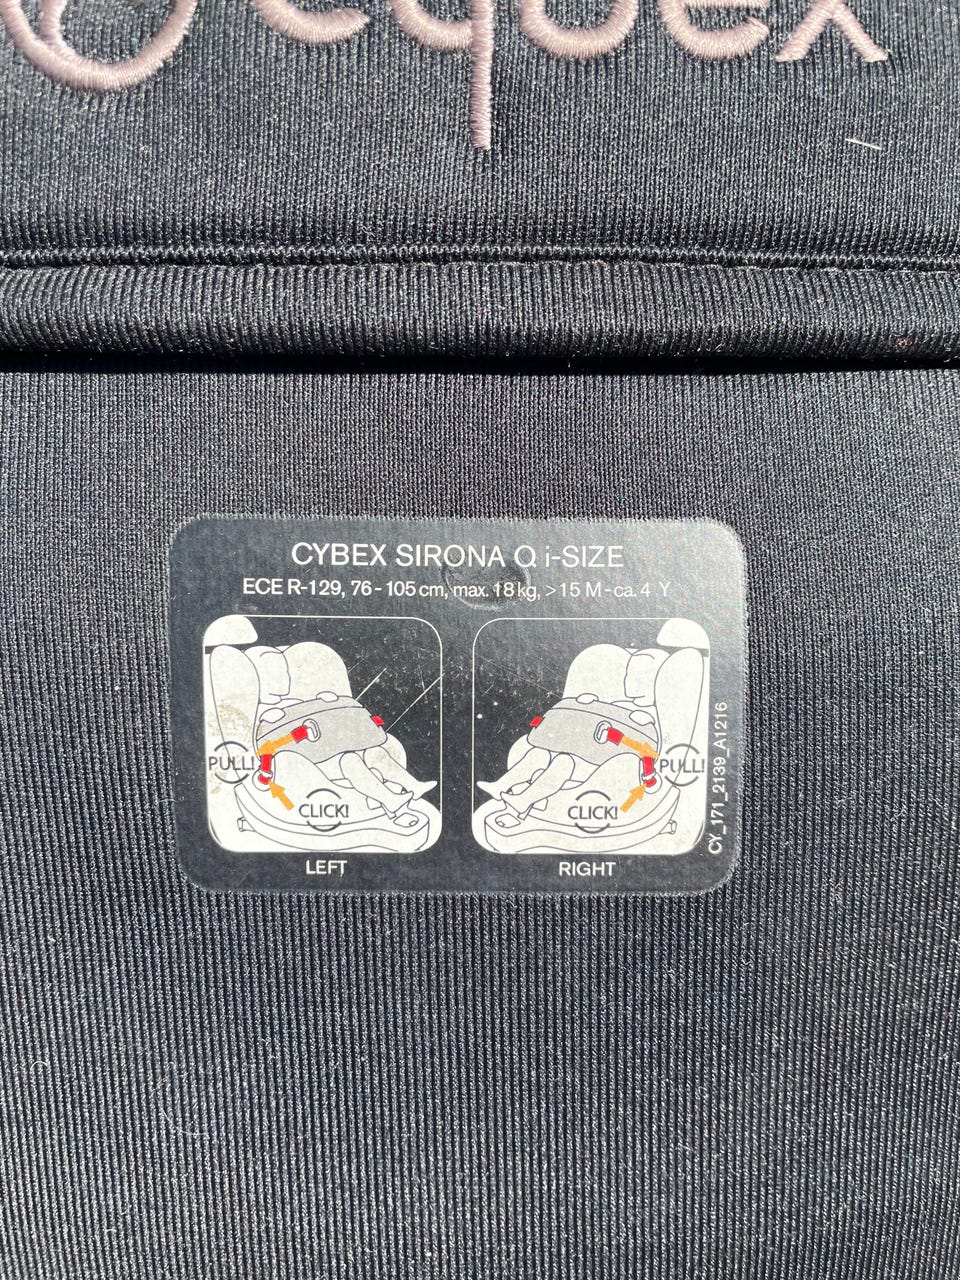 cybex
CYBEX SIRONA Q i-SIZE
ECE R-129, 76 - 105 cm, max. 18 kg, > 15 M - ca. 4 Y
PULL!
CLICK!
LEFT
CLICK!
PULL!
RIGHT
CY_171_2139_A1216